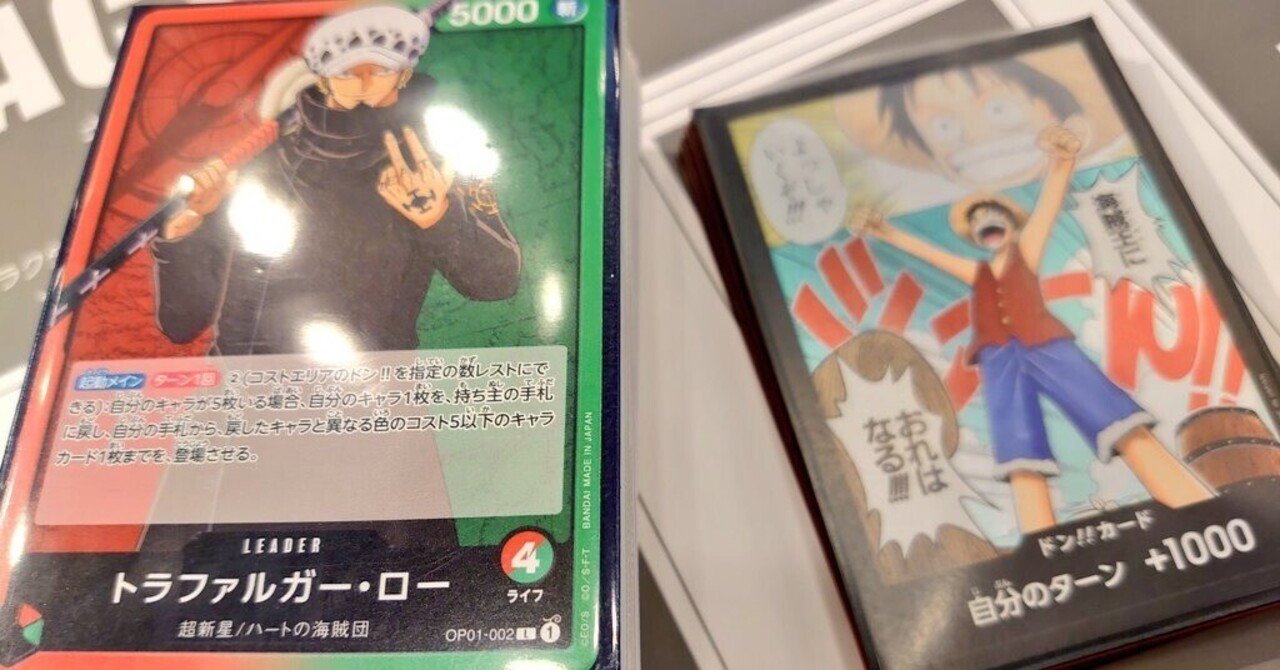 5000
斬
起動メイン ターン1回 ②(コストエリアのドン!!を指定の数レストにで
きる):自分のキャラが5枚いる場合、自分のキャラ1枚を、持ち主の手札
に戻し、自分の手札から、戻したキャラと異なる色のコスト5以下のキャラ
カード1枚までを、登場させる。
LEADER
トラファルガー・ロー
超新星/ハートの海賊団
4
ライフ
OP01-002 L 1
©E.O/S ©O/S・F・T BANDAI MADE IN JAPAN
よっしゃ
いくぞ!!!
海賊王に
おれは
なる!!!!
ドン!!
ドン!!カード
自分のターン +1000